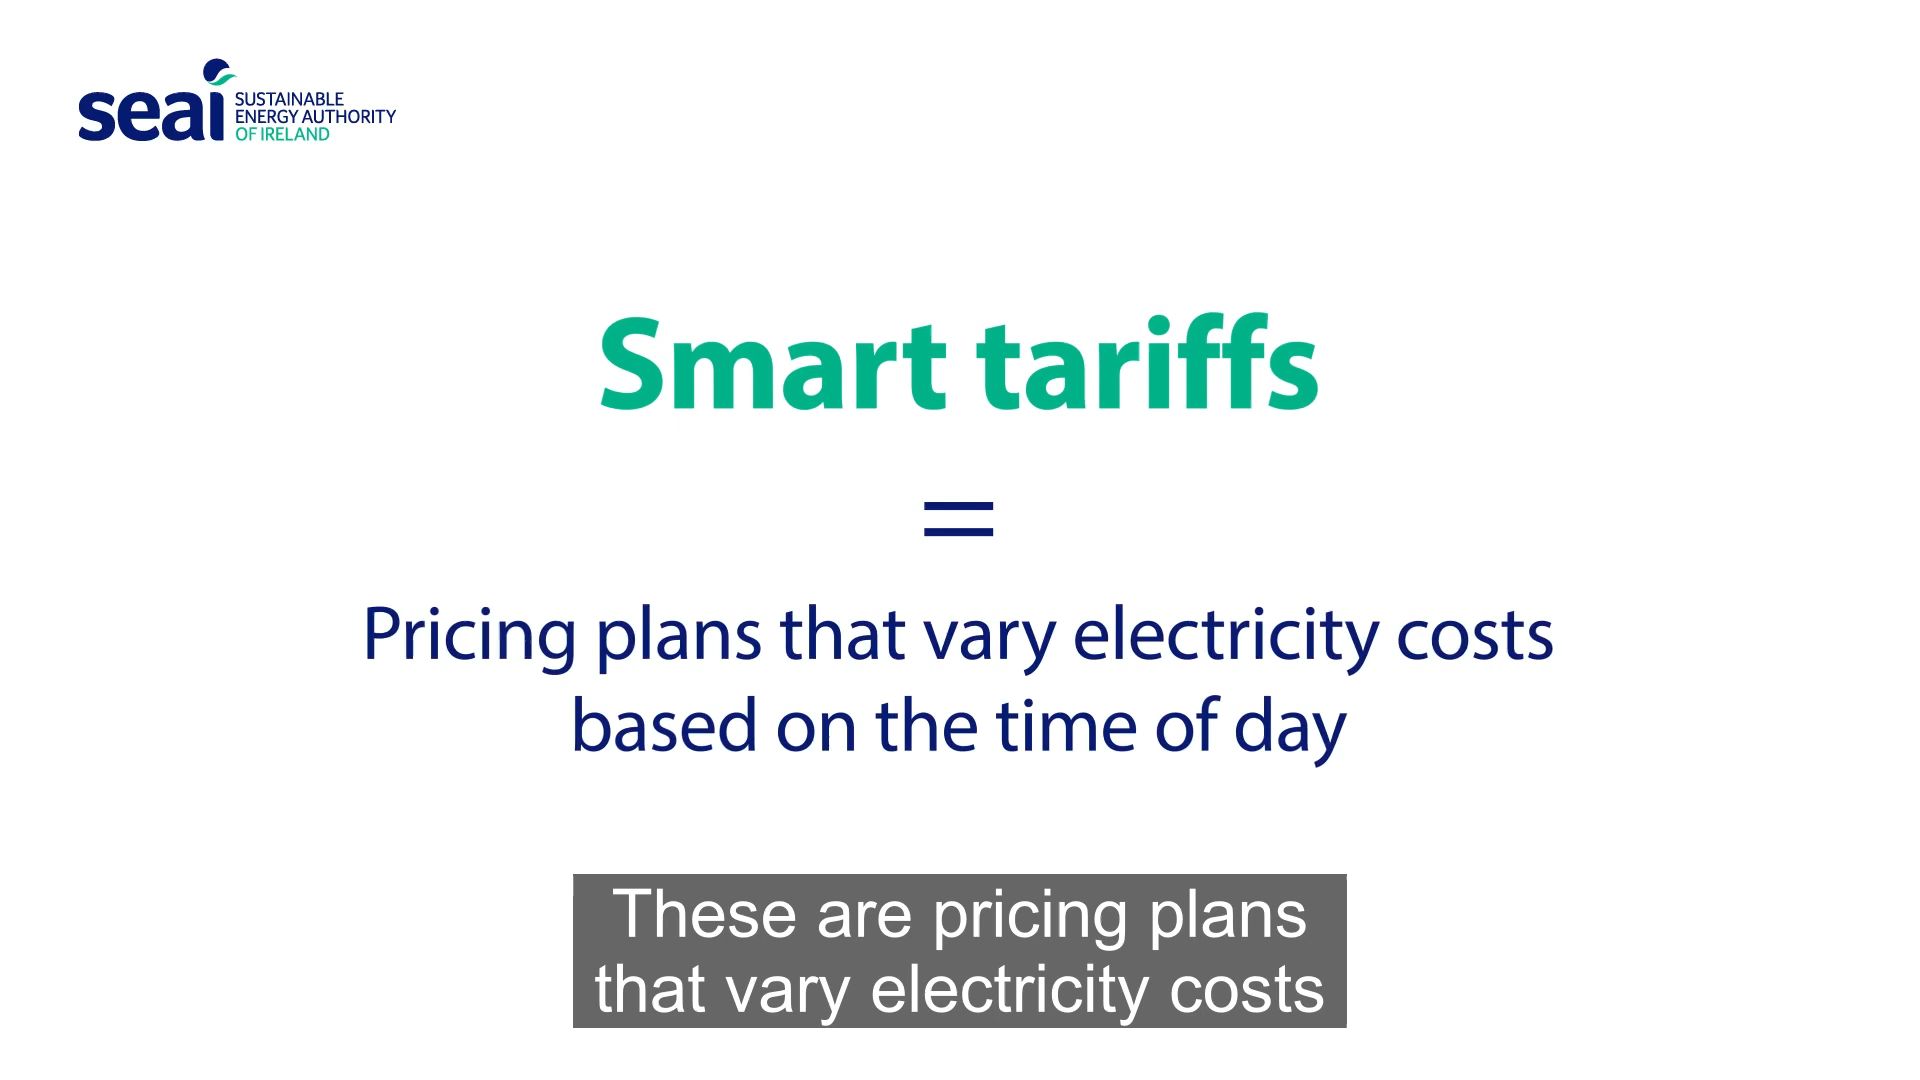 seai
SUSTAINABLE
ENERGY AUTHORITY
OF IRELAND
Smart tariffs
=
Pricing plans that vary electricity costs
based on the time of day
These are pricing plans
that vary electricity costs